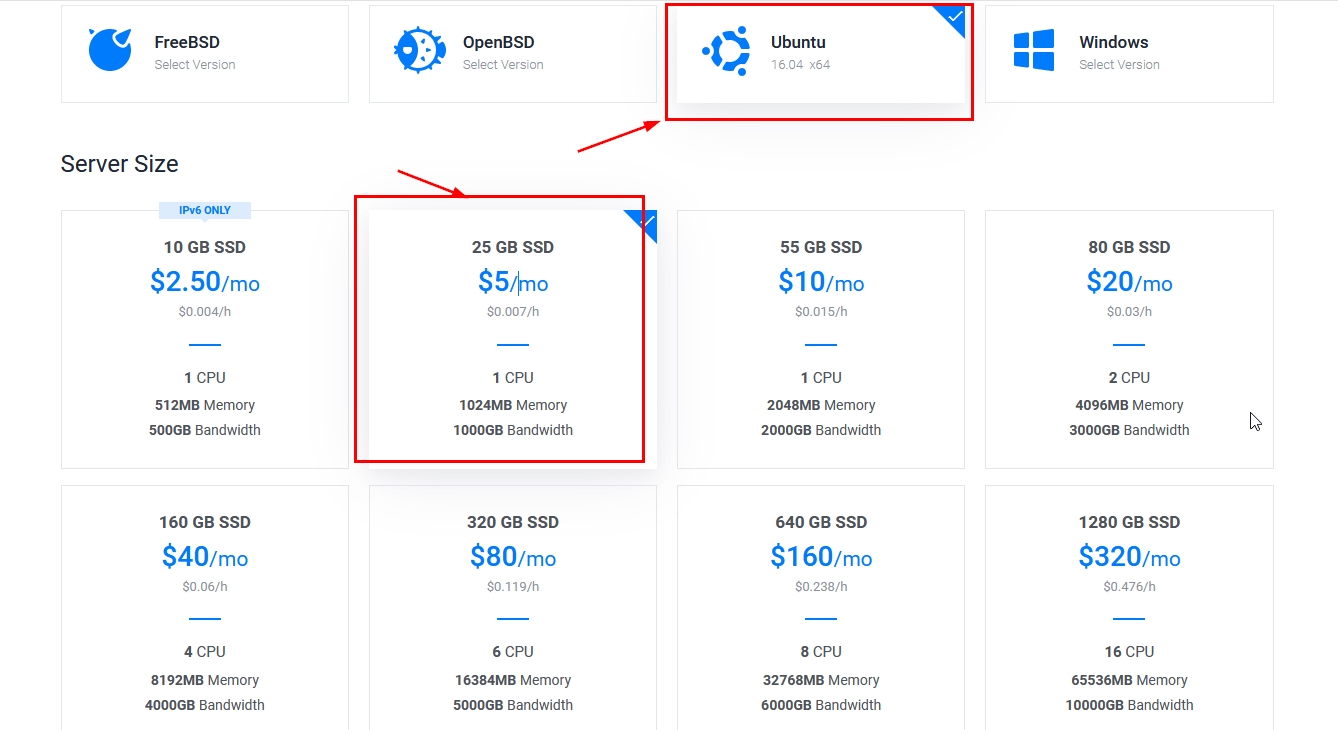 FreeBSD
Select Version
OpenBSD
Select Version
Ubuntu
16.04 x64
Windows
Select Version
Server Size
IPv6 ONLY
10 GB SSD
$2.50/mo
$0.004/h
1 CPU
512MB Memory
500GB Bandwidth
25 GB SSD
$5/mo
$0.007/h
1 CPU
1024MB Memory
1000GB Bandwidth
55 GB SSD
$10/mo
$0.015/h
1 CPU
2048MB Memory
2000GB Bandwidth
80 GB SSD
$20/mo
$0.03/h
2 CPU
4096MB Memory
3000GB Bandwidth
160 GB SSD
$40/mo
$0.06/h
4 CPU
8192MB Memory
4000GB Bandwidth
320 GB SSD
$80/mo
$0.119/h
6 CPU
16384MB Memory
5000GB Bandwidth
640 GB SSD
$160/mo
$0.238/h
8 CPU
32768MB Memory
6000GB Bandwidth
1280 GB SSD
$320/mo
$0.476/h
16 CPU
65536MB Memory
10000GB Bandwidth